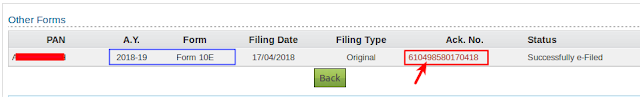 Other Forms
PAN A.Y. Form Filing Date Filing Type Ack. No. Status
2018-19 Form 10E 17/04/2018 Original 610498580170418 Successfully e-Filed
Back